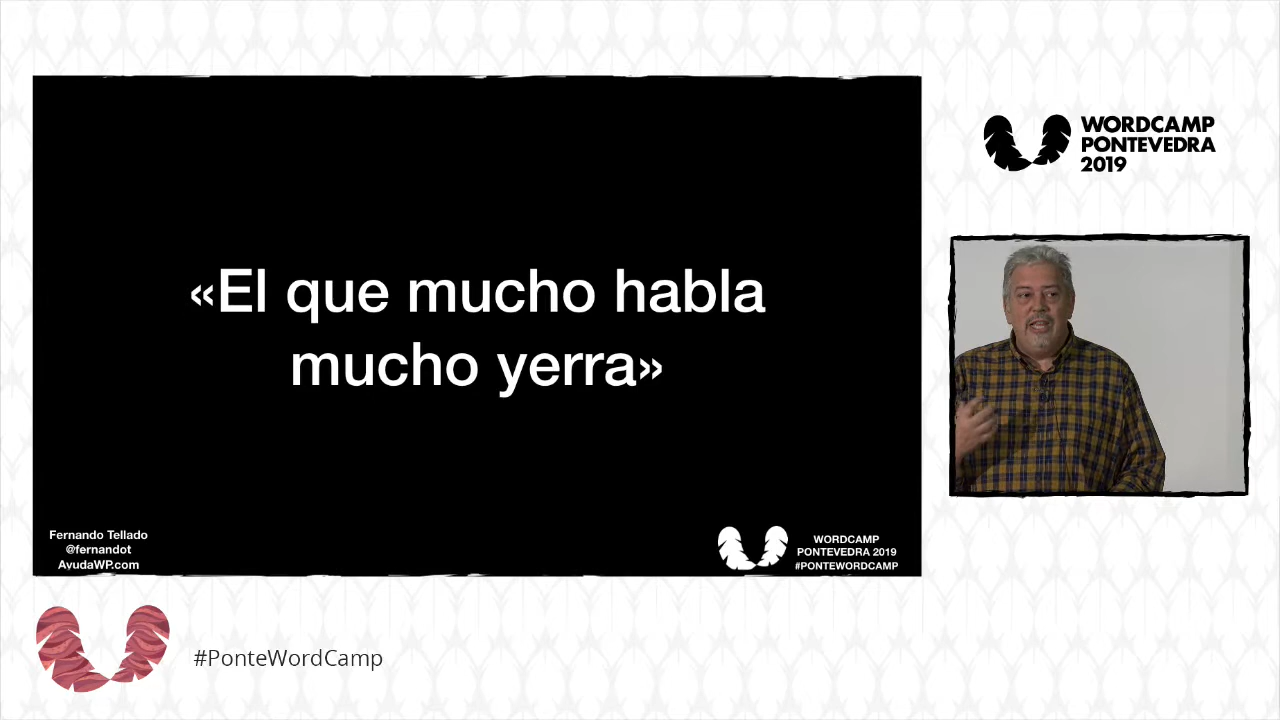 «El que mucho habla
mucho yerra»
Fernando Tellado
@fernandot
AyudaWP.com
WORDCAMP
PONTEVEDRA 2019
#PONTEWORDCAMP
WORDCAMP
PONTEVEDRA
2019
#PonteWordCamp